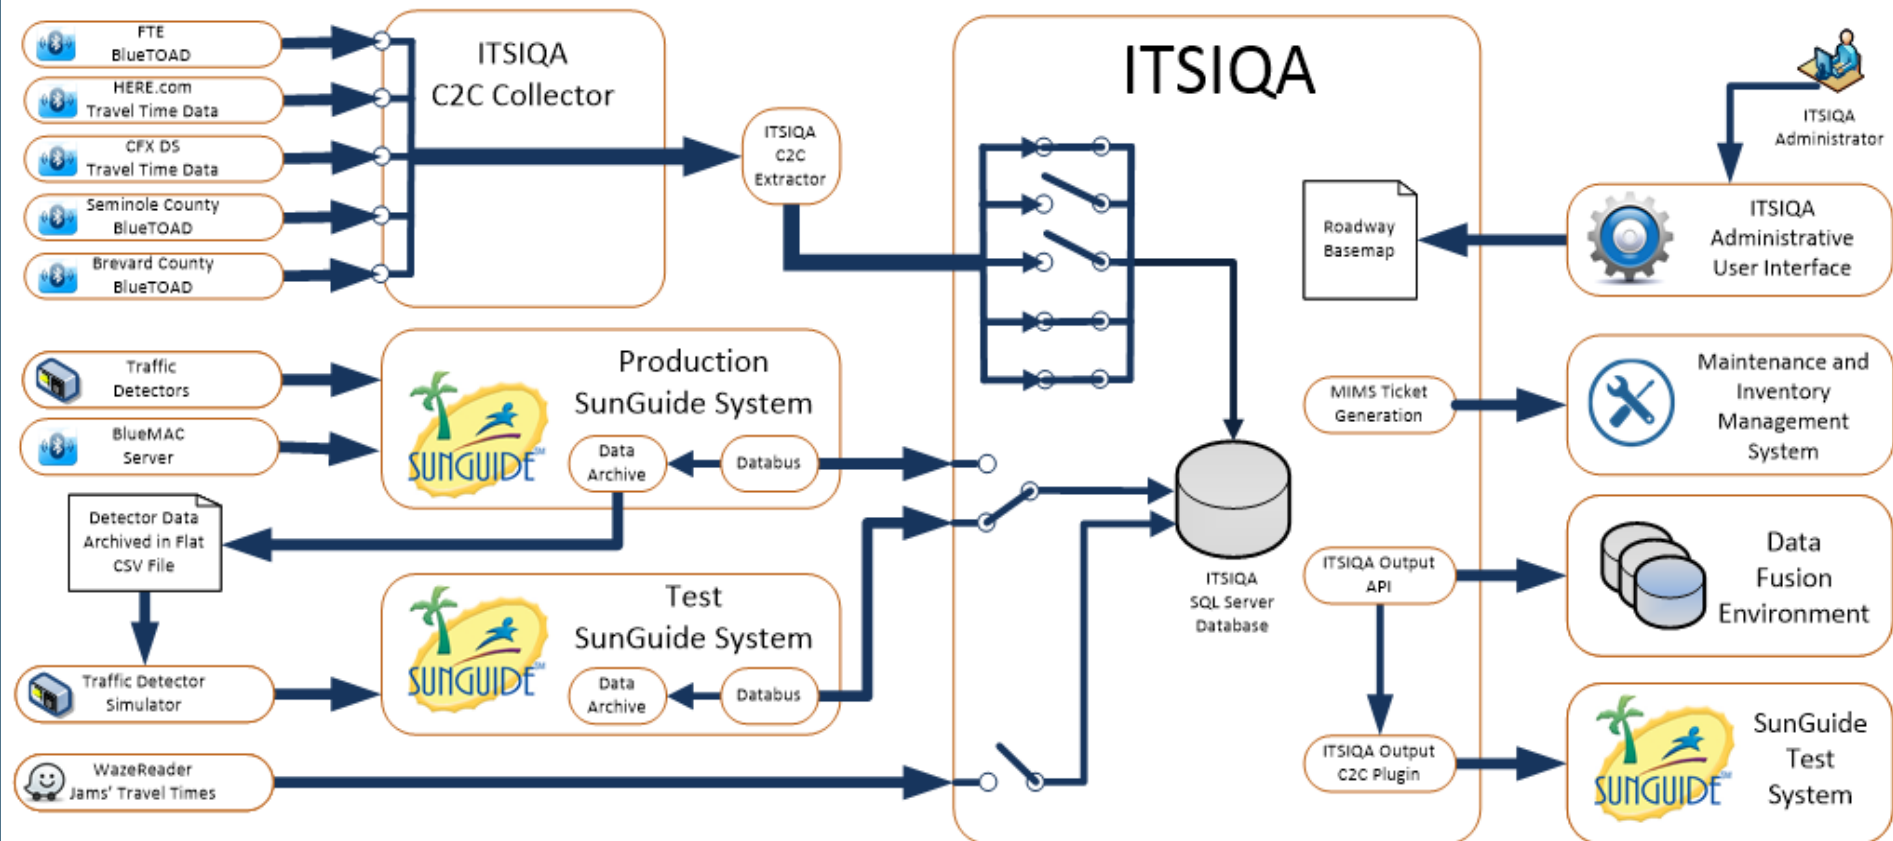 FTE
BlueTOAD
HERE.com
Travel Time Data
CFX DS
Travel Time Data
Seminole County
BlueTOAD
Brevard County
BlueTOAD
ITSIQA
C2C Collector
ITSIQA
C2C
Extractor
ITSIQA
ITSIQA
Administrator
Roadway
Basemap
ITSIQA
Administrative
User Interface
Traffic
Detectors
BlueMAC
Server
Production
SunGuide System
SUNGUIDE SM
Data
Archive
Databus
MIMS Ticket
Generation
Maintenance and
Inventory
Management
System
Detector Data
Archived in Flat
CSV File
Test
SunGuide System
SUNGUIDE SM
Data
Archive
Databus
Traffic Detector
Simulator
WazeReader
Jams' Travel Times
ITSIQA
SQL Server
Database
ITSIQA Output
API
Data
Fusion
Environment
ITSIQA Output
C2C Plugin
SUNGUIDE SM
SunGuide
Test
System